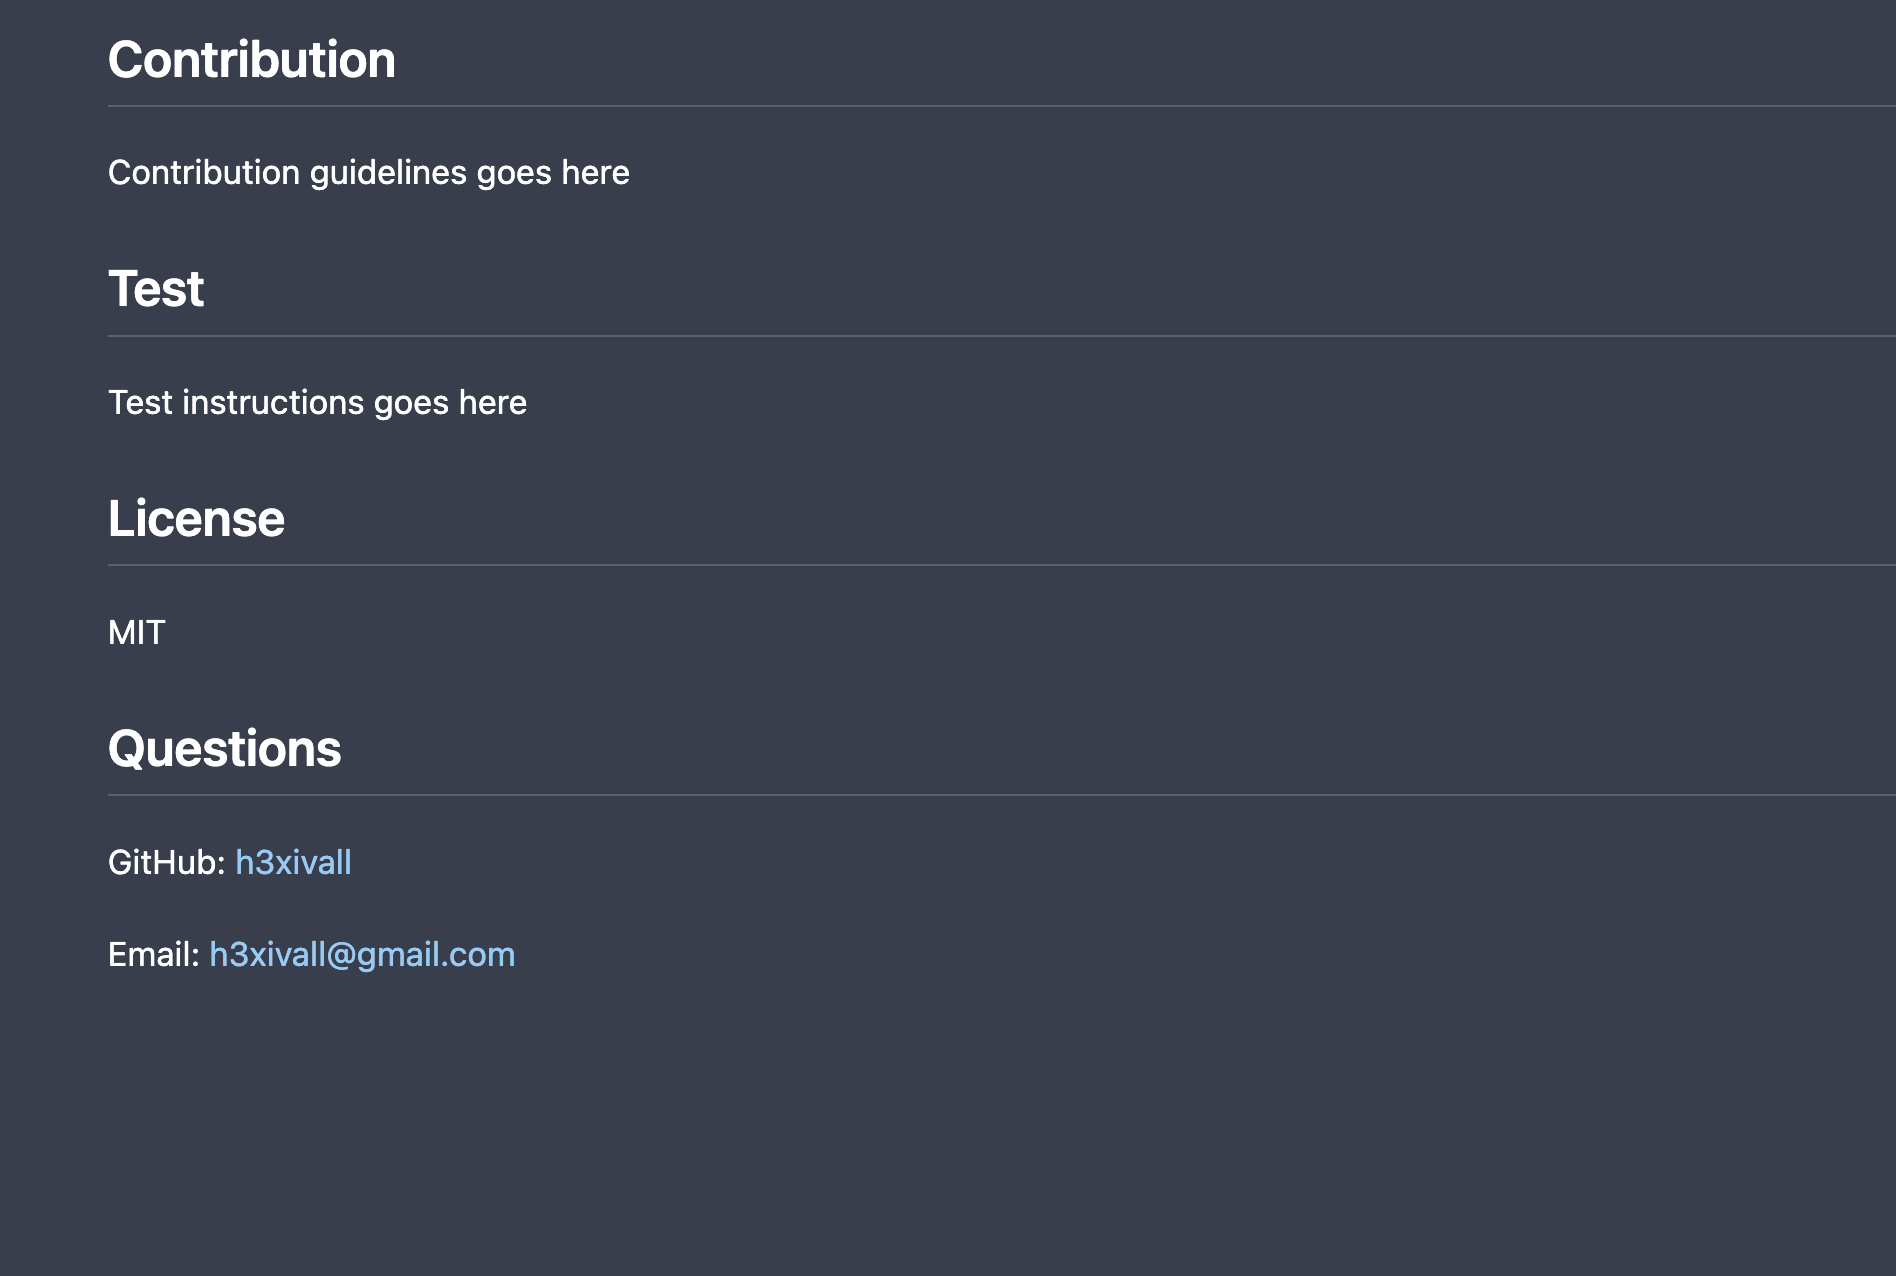 Contribution
Contribution guidelines goes here
Test
Test instructions goes here
License
MIT
Questions
GitHub: h3xivall
Email: h3xivall@gmail.com